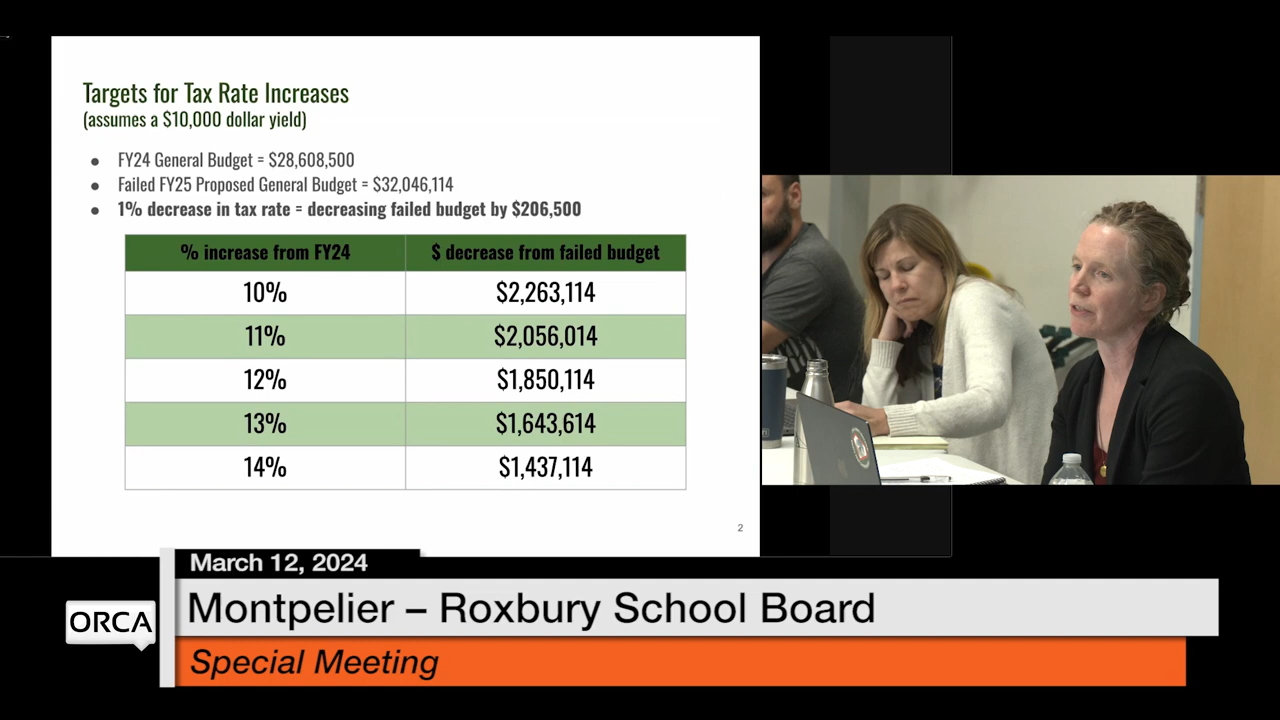 Targets for Tax Rate Increases
(assumes a $10,000 dollar yield)
● FY24 General Budget = $28,608,500
● Failed FY25 Proposed General Budget = $32,046,114
● 1% decrease in tax rate = decreasing failed budget by $206,500
% increase from FY24 $ decrease from failed budget
10% $2,263,114
11% $2,056,014
12% $1,850,114
13% $1,643,614
14% $1,437,114
2
March 12, 2024
ORCA
Montpelier – Roxbury School Board
Special Meeting